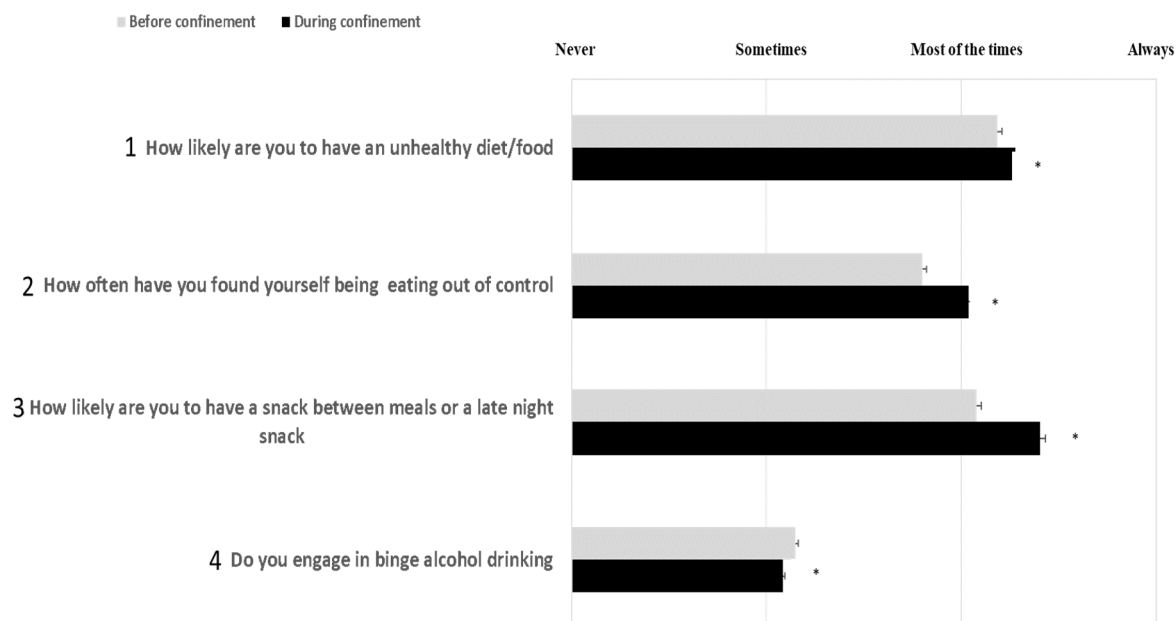 Before confinement During confinement
Never Sometimes Most of the times Always
1 How likely are you to have an unhealthy diet/food
*
2 How often have you found yourself being eating out of control
*
3 How likely are you to have a snack between meals or a late night
snack
*
4 Do you engage in binge alcohol drinking
*